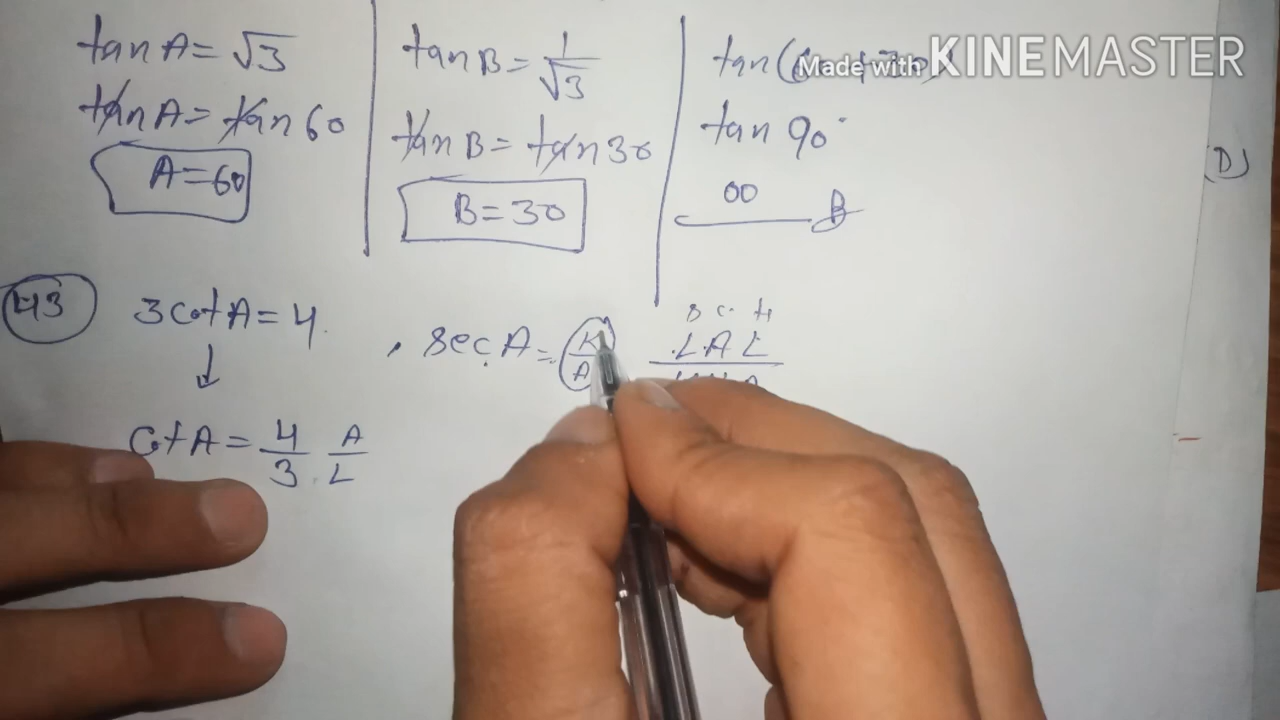 tan A = √3
tan A = tan 60
A = 60
tan B = 1/√3
tan B = tan 30
B = 30
tan(
Made with KINEMASTER
tan 90°
(D)
43
3 cot A = 4
cot A = 4/3 A/L
sec A = K/A
L A L